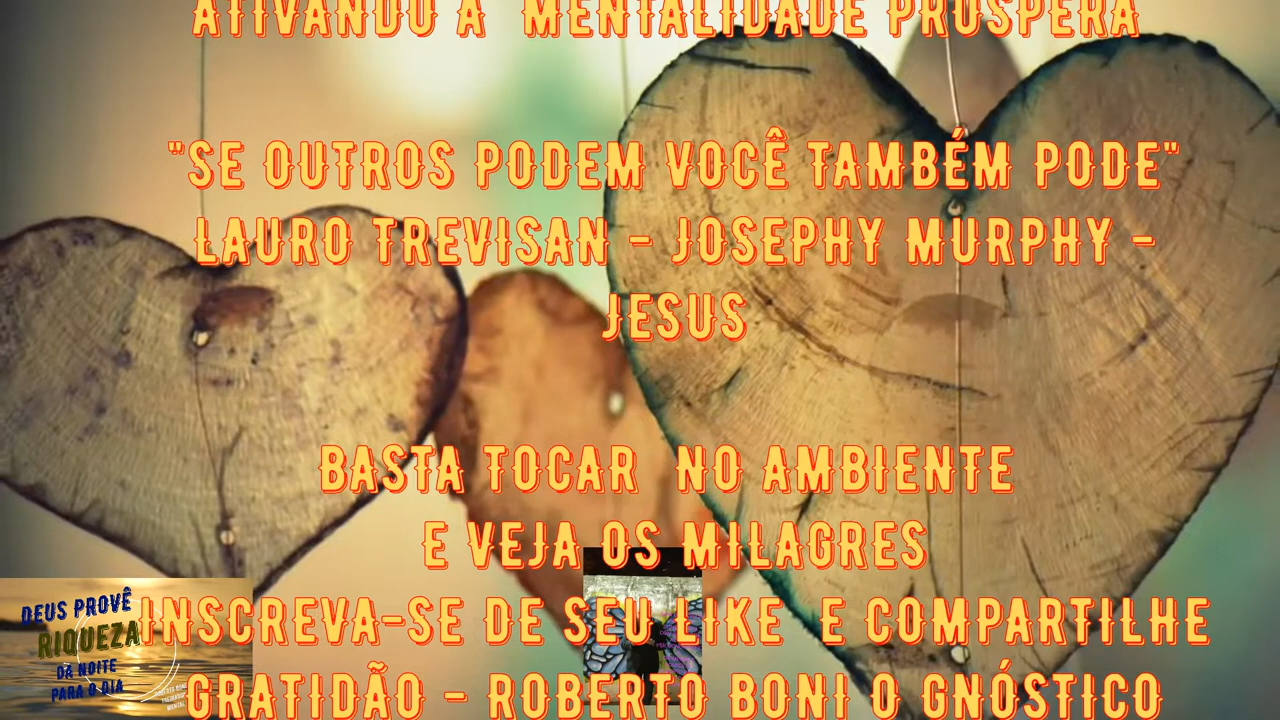 ATIVANDO A MENTALIDADE PRÓSPERA
"SE OUTROS PODEM VOCÊ TAMBÉM PODE"
LAURO TREVISAN - JOSEPHY MURPHY -
JESUS
BASTA TOCAR NO AMBIENTE
E VEJA OS MILAGRES
INSCREVA-SE DE SEU LIKE E COMPARTILHE
GRATIDÃO - ROBERTO BONI O GNÓSTICO
DEUS PROVÊ
RIQUEZA
DA NOITE
PARA O DIA